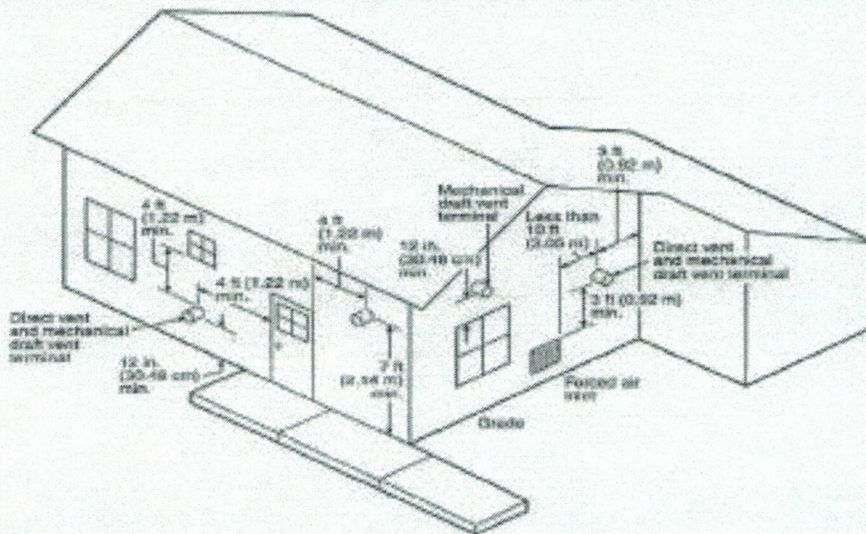 4 ft
(1.22 m)
min.
4 ft (1.22 m)
min.
Direct vent
and mechanical
draft vent
terminal
12 in.
(30.48 cm)
min.
4 ft
(1.22 m)
min.
7 ft
(2.14 m)
min.
Mechanical
draft vent
terminal
12 in.
(30.48 cm)
min.
Less than
10 ft
(3.05 m)
3 ft
(0.92 m)
min.
Direct vent
and mechanical
draft vent terminal
3 ft (0.92 m)
min.
Forced air
inlet
Grade